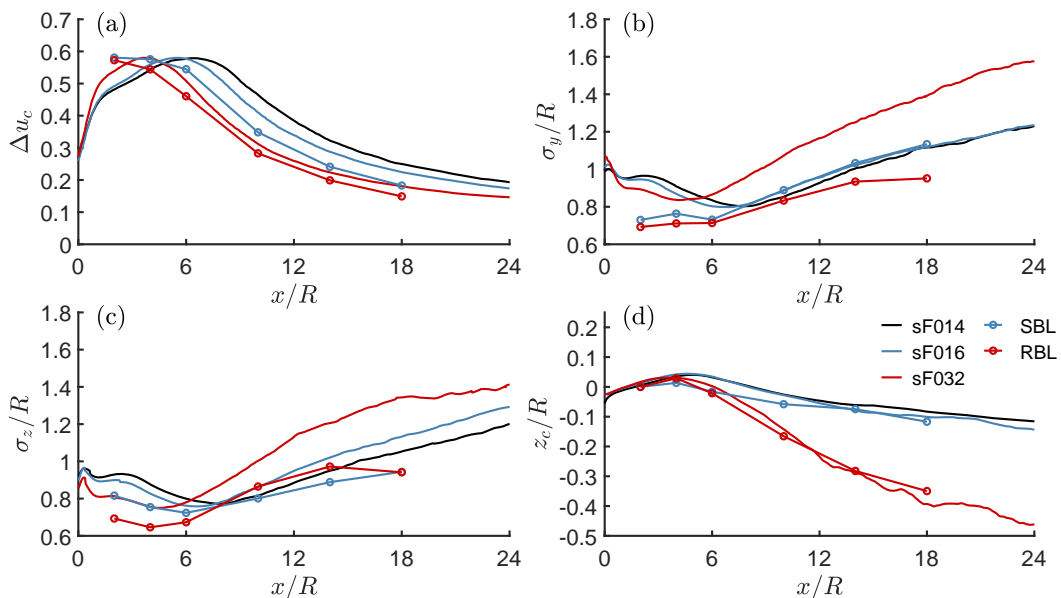 (a)
0.7
0.6
0.5
0.4
0.3
0.2
0.1
0
Δu_c
0 6 12 18 24
x/R
(b)
1.8
1.6
1.4
1.2
1.0
0.8
0.6
σ_y/R
0 6 12 18 24
x/R
(c)
1.8
1.6
1.4
1.2
1
0.8
0.6
σ_z/R
0 6 12 18 24
x/R
(d)
0.2
0.1
0
-0.1
-0.2
-0.3
-0.4
-0.5
z_c/R
0 6 12 18 24
x/R
sF014 SBL
sF016 RBL
sF032